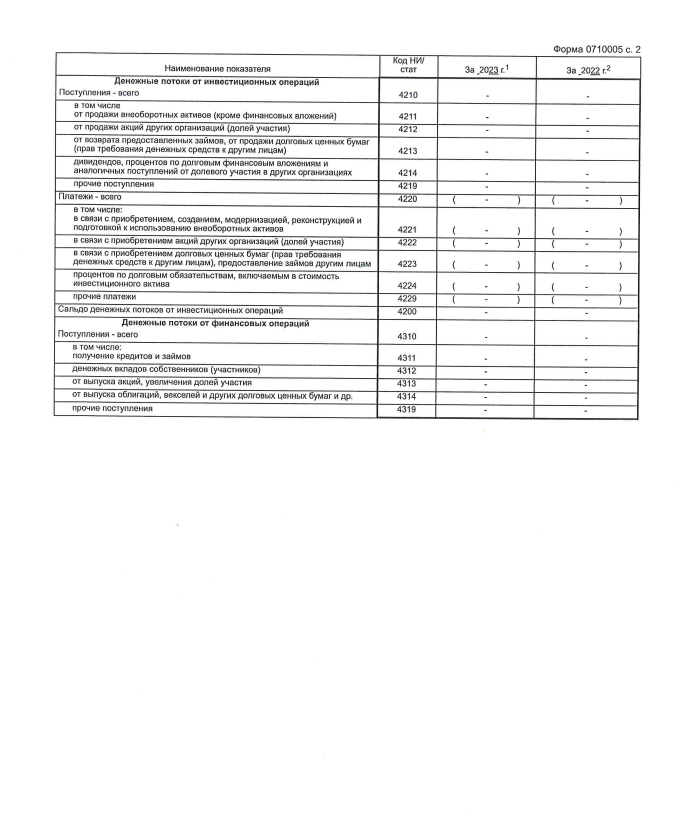 Форма 0710005 с. 2
Наименование показателя Код НИ/ стат За 2023 г.1 За 2022 г.2
Денежные потоки от инвестиционных операций
Поступления - всего 4210 - -
в том числе
от продажи внеоборотных активов (кроме финансовых вложений) 4211 - -
от продажи акций других организаций (долей участия) 4212 - -
от возврата предоставленных займов, от продажи долговых ценных бумаг
(прав требования денежных средств к другим лицам) 4213 - -
дивидендов, процентов по долговым финансовым вложениям и
аналогичных поступлений от долевого участия в других организациях 4214 - -
прочие поступления 4219 - -
Платежи - всего 4220 ( - ) ( - )
в том числе:
в связи с приобретением, созданием, модернизацией, реконструкцией и
подготовкой к использованию внеоборотных активов 4221 ( - ) ( - )
в связи с приобретением акций других организаций (долей участия) 4222 ( - ) ( - )
в связи с приобретением долговых ценных бумаг (прав требования
денежных средств к другим лицам), предоставление займов другим лицам 4223 ( - ) ( - )
процентов по долговым обязательствам, включаемым в стоимость
инвестиционного актива 4224 ( - ) ( - )
прочие платежи 4229 ( - ) ( - )
Сальдо денежных потоков от инвестиционных операций 4200 - -
Денежные потоки от финансовых операций
Поступления - всего 4310 - -
в том числе:
получение кредитов и займов 4311 - -
денежных вкладов собственников (участников) 4312 - -
от выпуска акций, увеличения долей участия 4313 - -
от выпуска облигаций, векселей и других долговых ценных бумаг и др. 4314 - -
прочие поступления 4319 - -